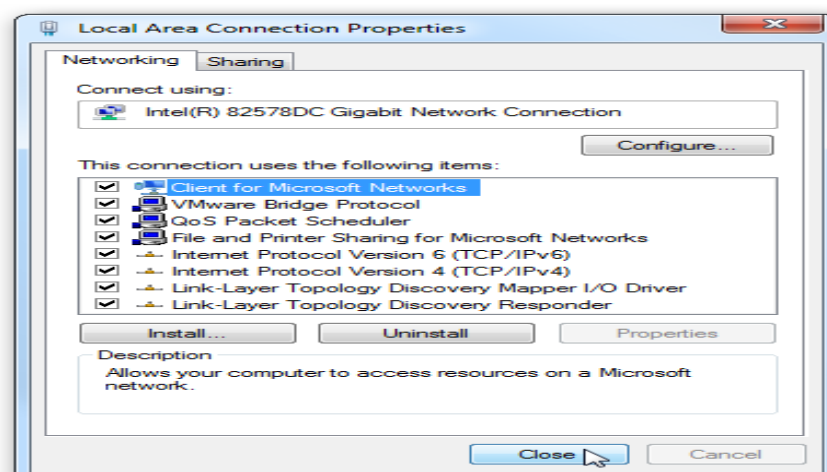 Local Area Connection Properties
Networking Sharing
Connect using:
Intel(R) 82578DC Gigabit Network Connection
Configure...
This connection uses the following items:
Client for Microsoft Networks
VMware Bridge Protocol
QoS Packet Scheduler
File and Printer Sharing for Microsoft Networks
Internet Protocol Version 6 (TCP/IPv6)
Internet Protocol Version 4 (TCP/IPv4)
Link-Layer Topology Discovery Mapper I/O Driver
Link-Layer Topology Discovery Responder
Install... Uninstall Properties
Description
Allows your computer to access resources on a Microsoft
network.
Close Cancel